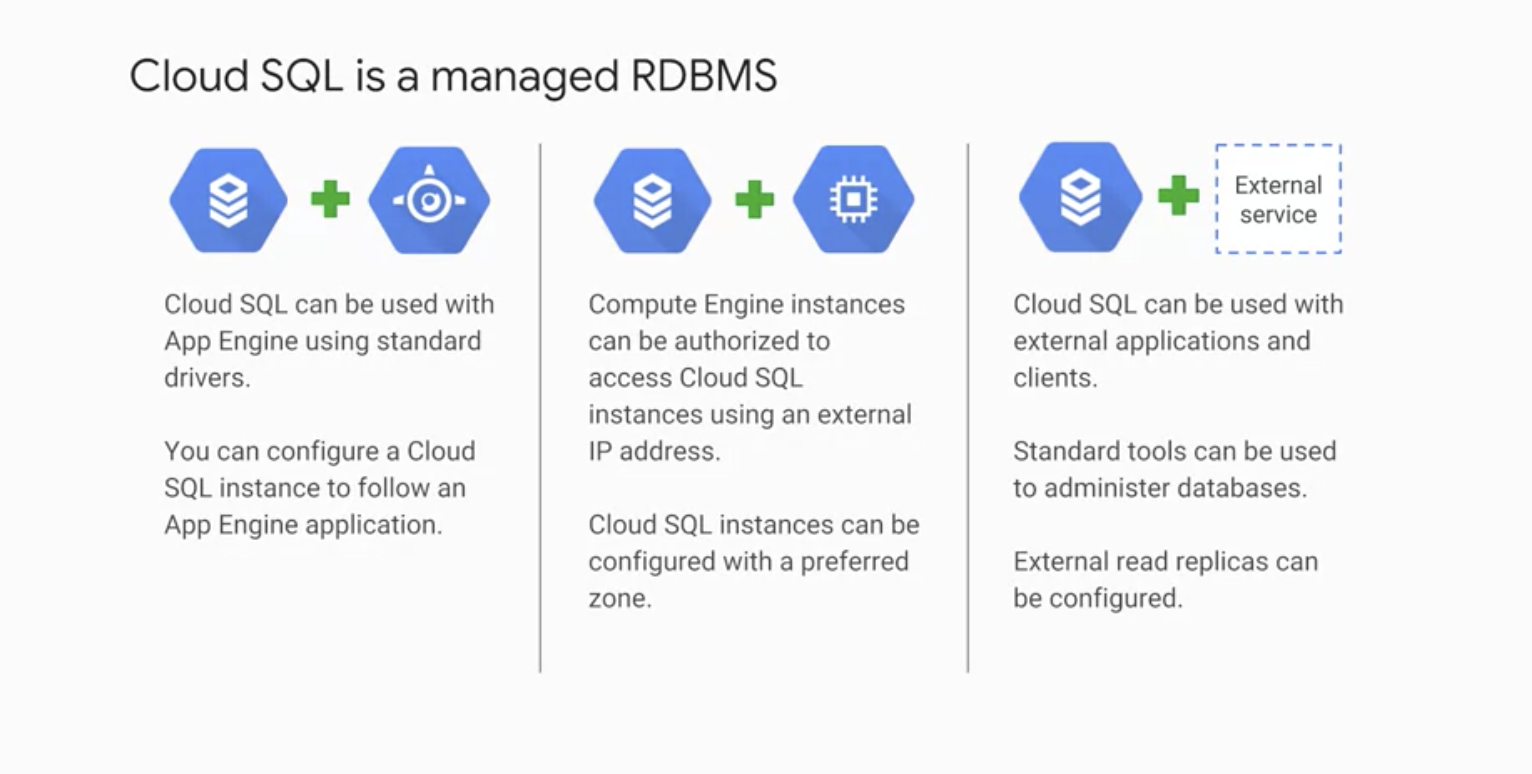 Cloud SQL is a managed RDBMS
Cloud SQL can be used with
App Engine using standard
drivers.
You can configure a Cloud
SQL instance to follow an
App Engine application.
Compute Engine instances
can be authorized to
access Cloud SQL
instances using an external
IP address.
Cloud SQL instances can be
configured with a preferred
zone.
External
service
Cloud SQL can be used with
external applications and
clients.
Standard tools can be used
to administer databases.
External read replicas can
be configured.